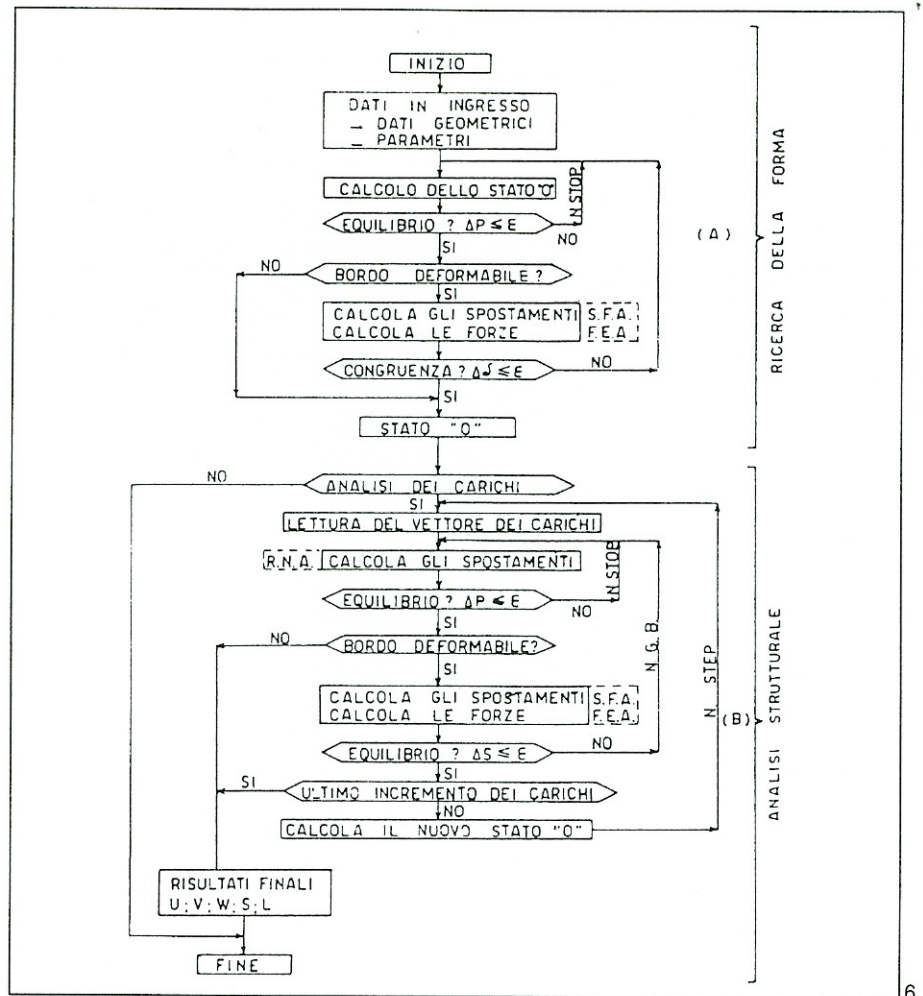 INIZIO
DATI IN INGRESSO
– DATI GEOMETRICI
– PARAMETRI
CALCOLO DELLO STATO "O"
N STOP
EQUILIBRIO ? ΔP ≤ E
NO
SI
NO
BORDO DEFORMABILE ?
SI
CALCOLA GLI SPOSTAMENTI S.F.A.
CALCOLA LE FORZE F.E.A.
CONGRUENZA ? Δδ ≤ E
NO
SI
STATO "O"
(A)
RICERCA DELLA FORMA
NO
ANALISI DEI CARICHI
SI
LETTURA DEL VETTORE DEI CARICHI
R.N.A. CALCOLA GLI SPOSTAMENTI
N STOP
EQUILIBRIO ? ΔP ≤ E
NO
SI
NO
BORDO DEFORMABILE?
SI
CALCOLA GLI SPOSTAMENTI S.F.A.
CALCOLA LE FORZE F.E.A.
N.G.B.
N STEP
EQUILIBRIO ? ΔS ≤ E
NO
SI
SI
ULTIMO INCREMENTO DEI CARICHI
NO
CALCOLA IL NUOVO STATO "O"
(B)
ANALISI STRUTTURALE
RISULTATI FINALI
U; V; W; S; L
FINE
6